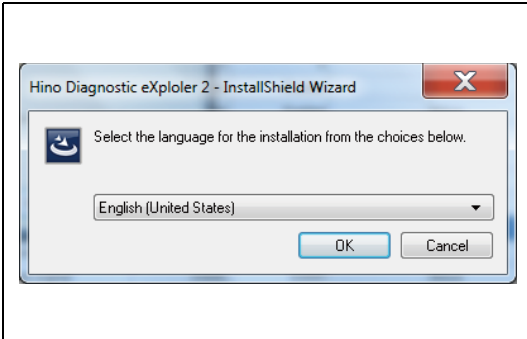 Hino Diagnostic eXploler 2 - InstallShield Wizard
Select the language for the installation from the choices below.
English (United States)
OK Cancel